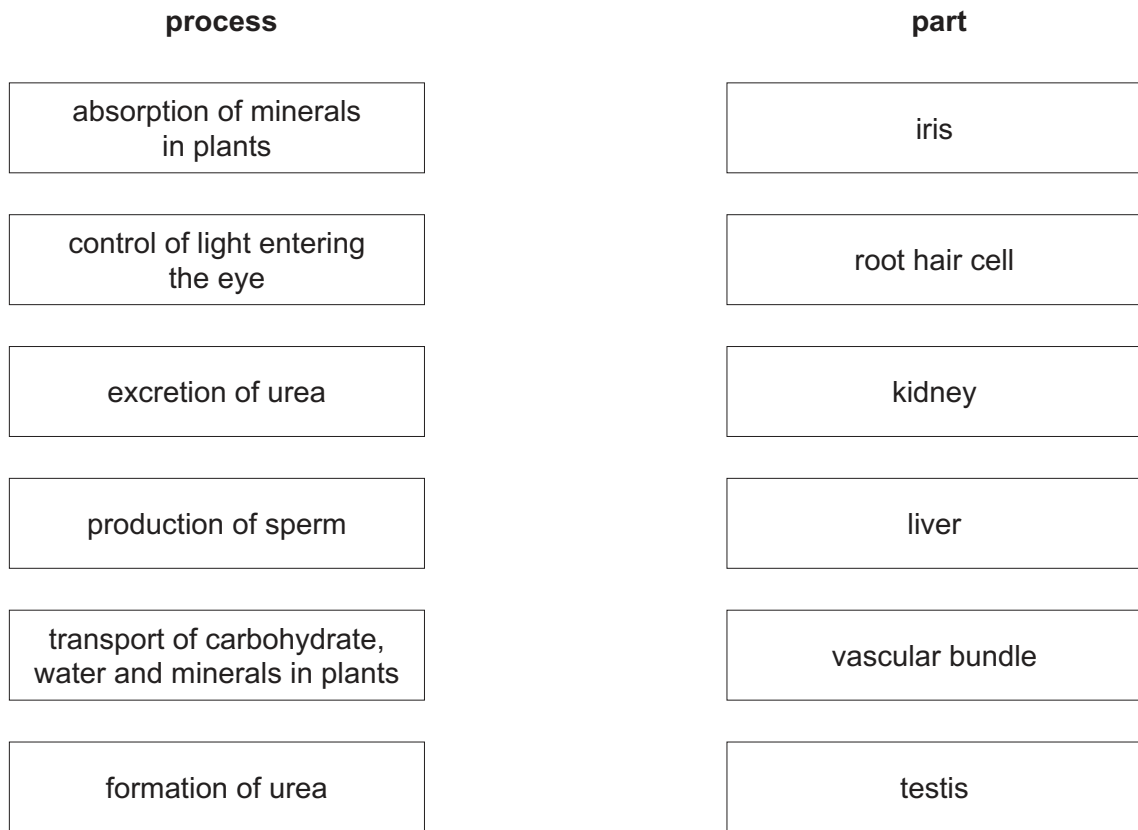 process
part
absorption of minerals
in plants
iris
control of light entering
the eye
root hair cell
excretion of urea
kidney
production of sperm
liver
transport of carbohydrate,
water and minerals in plants
vascular bundle
formation of urea
testis